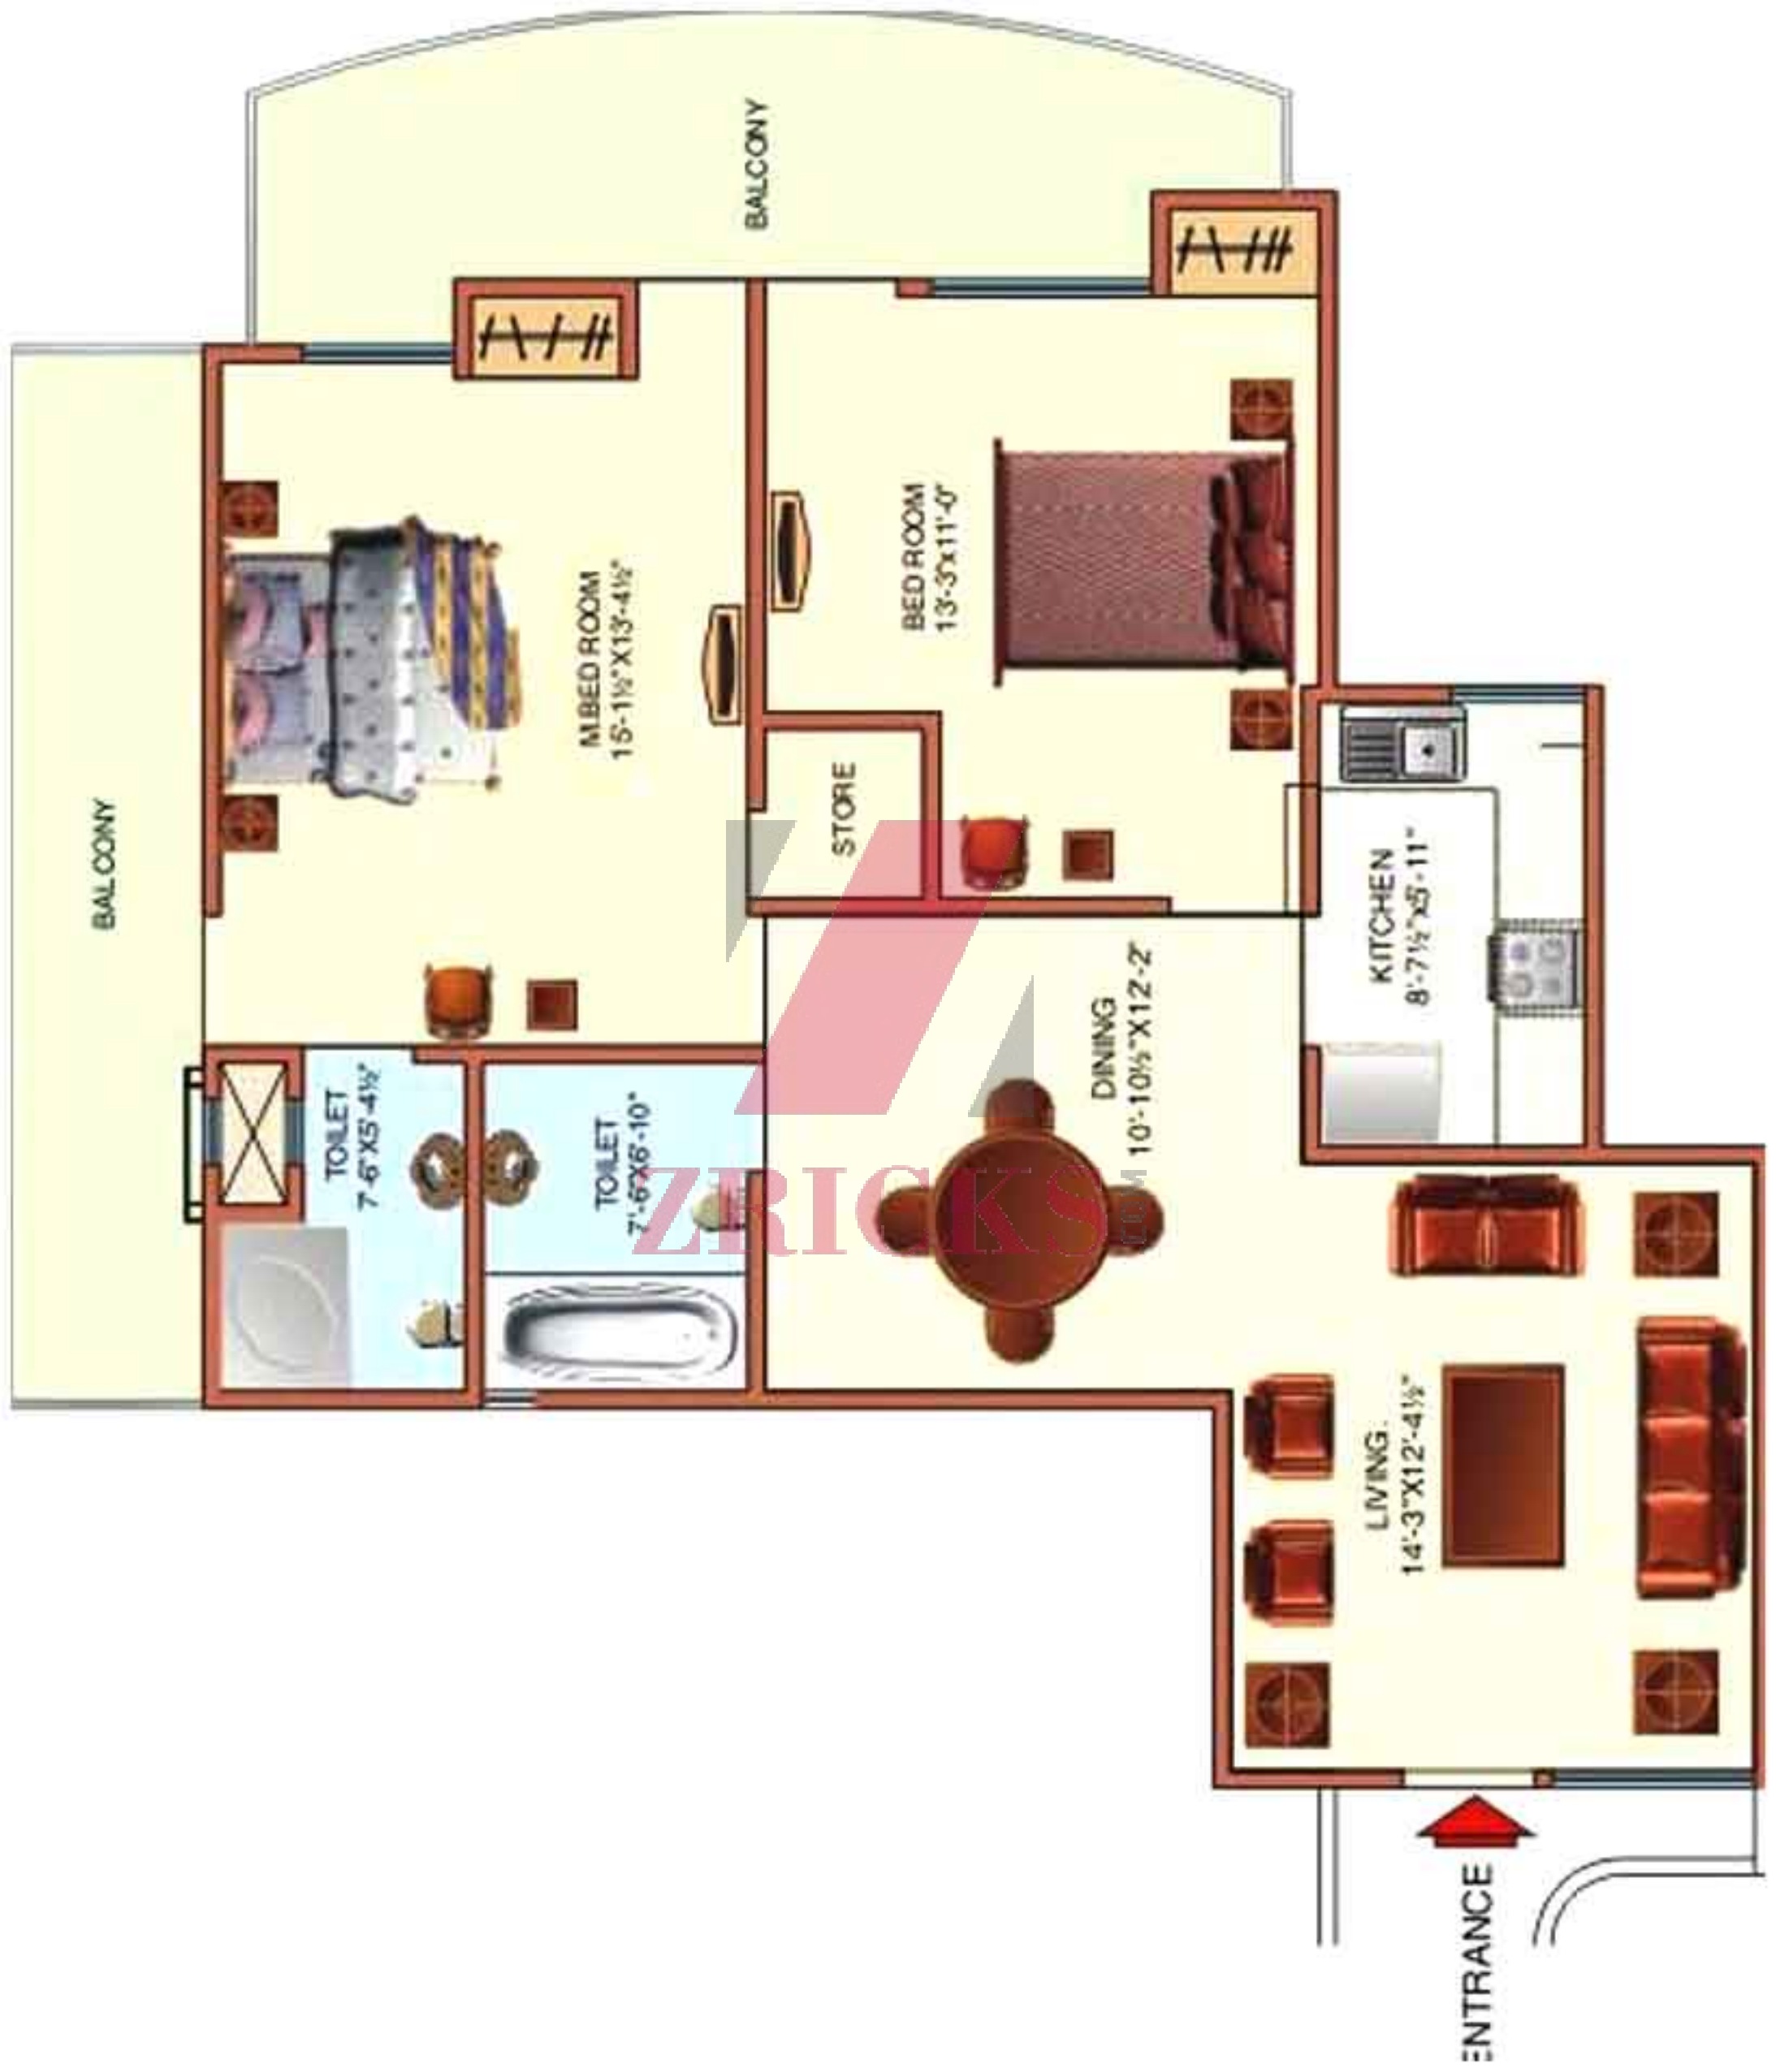 BALCONY
BALCONY
M.BED ROOM
15'-1½"X13'-4½"
BED ROOM
13'-3"x11'-0"
STORE
KITCHEN
8'-7½"x5'-11"
TOILET
7'-6"X5'-4½"
TOILET
7'-6"X6'-10"
DINING
10'-10½"X12'-2"
ZRICKS
LIVING
14'-3"X12'-4½"
ENTRANCE